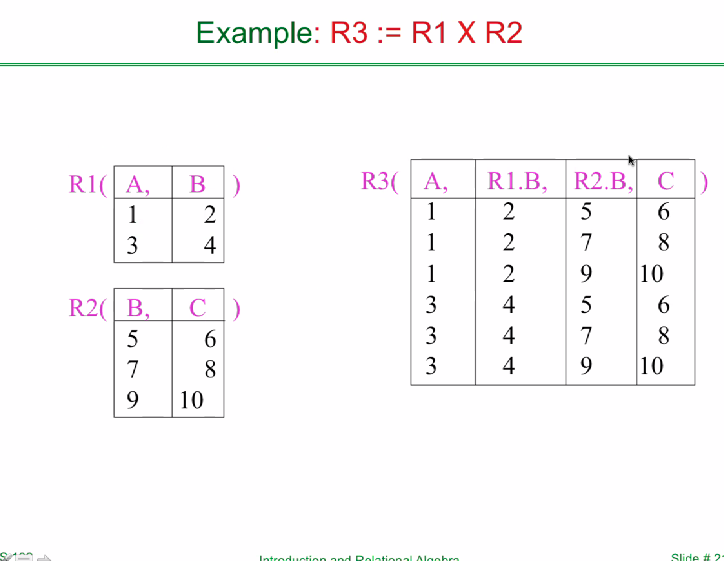 Example: R3 := R1 X R2
R1( A, B )
1 2
3 4
R2( B, C )
5 6
7 8
9 10
R3( A, R1.B, R2.B, C )
1 2 5 6
1 2 7 8
1 2 9 10
3 4 5 6
3 4 7 8
3 4 9 10
Introduction and Relational Algebra
Slide #